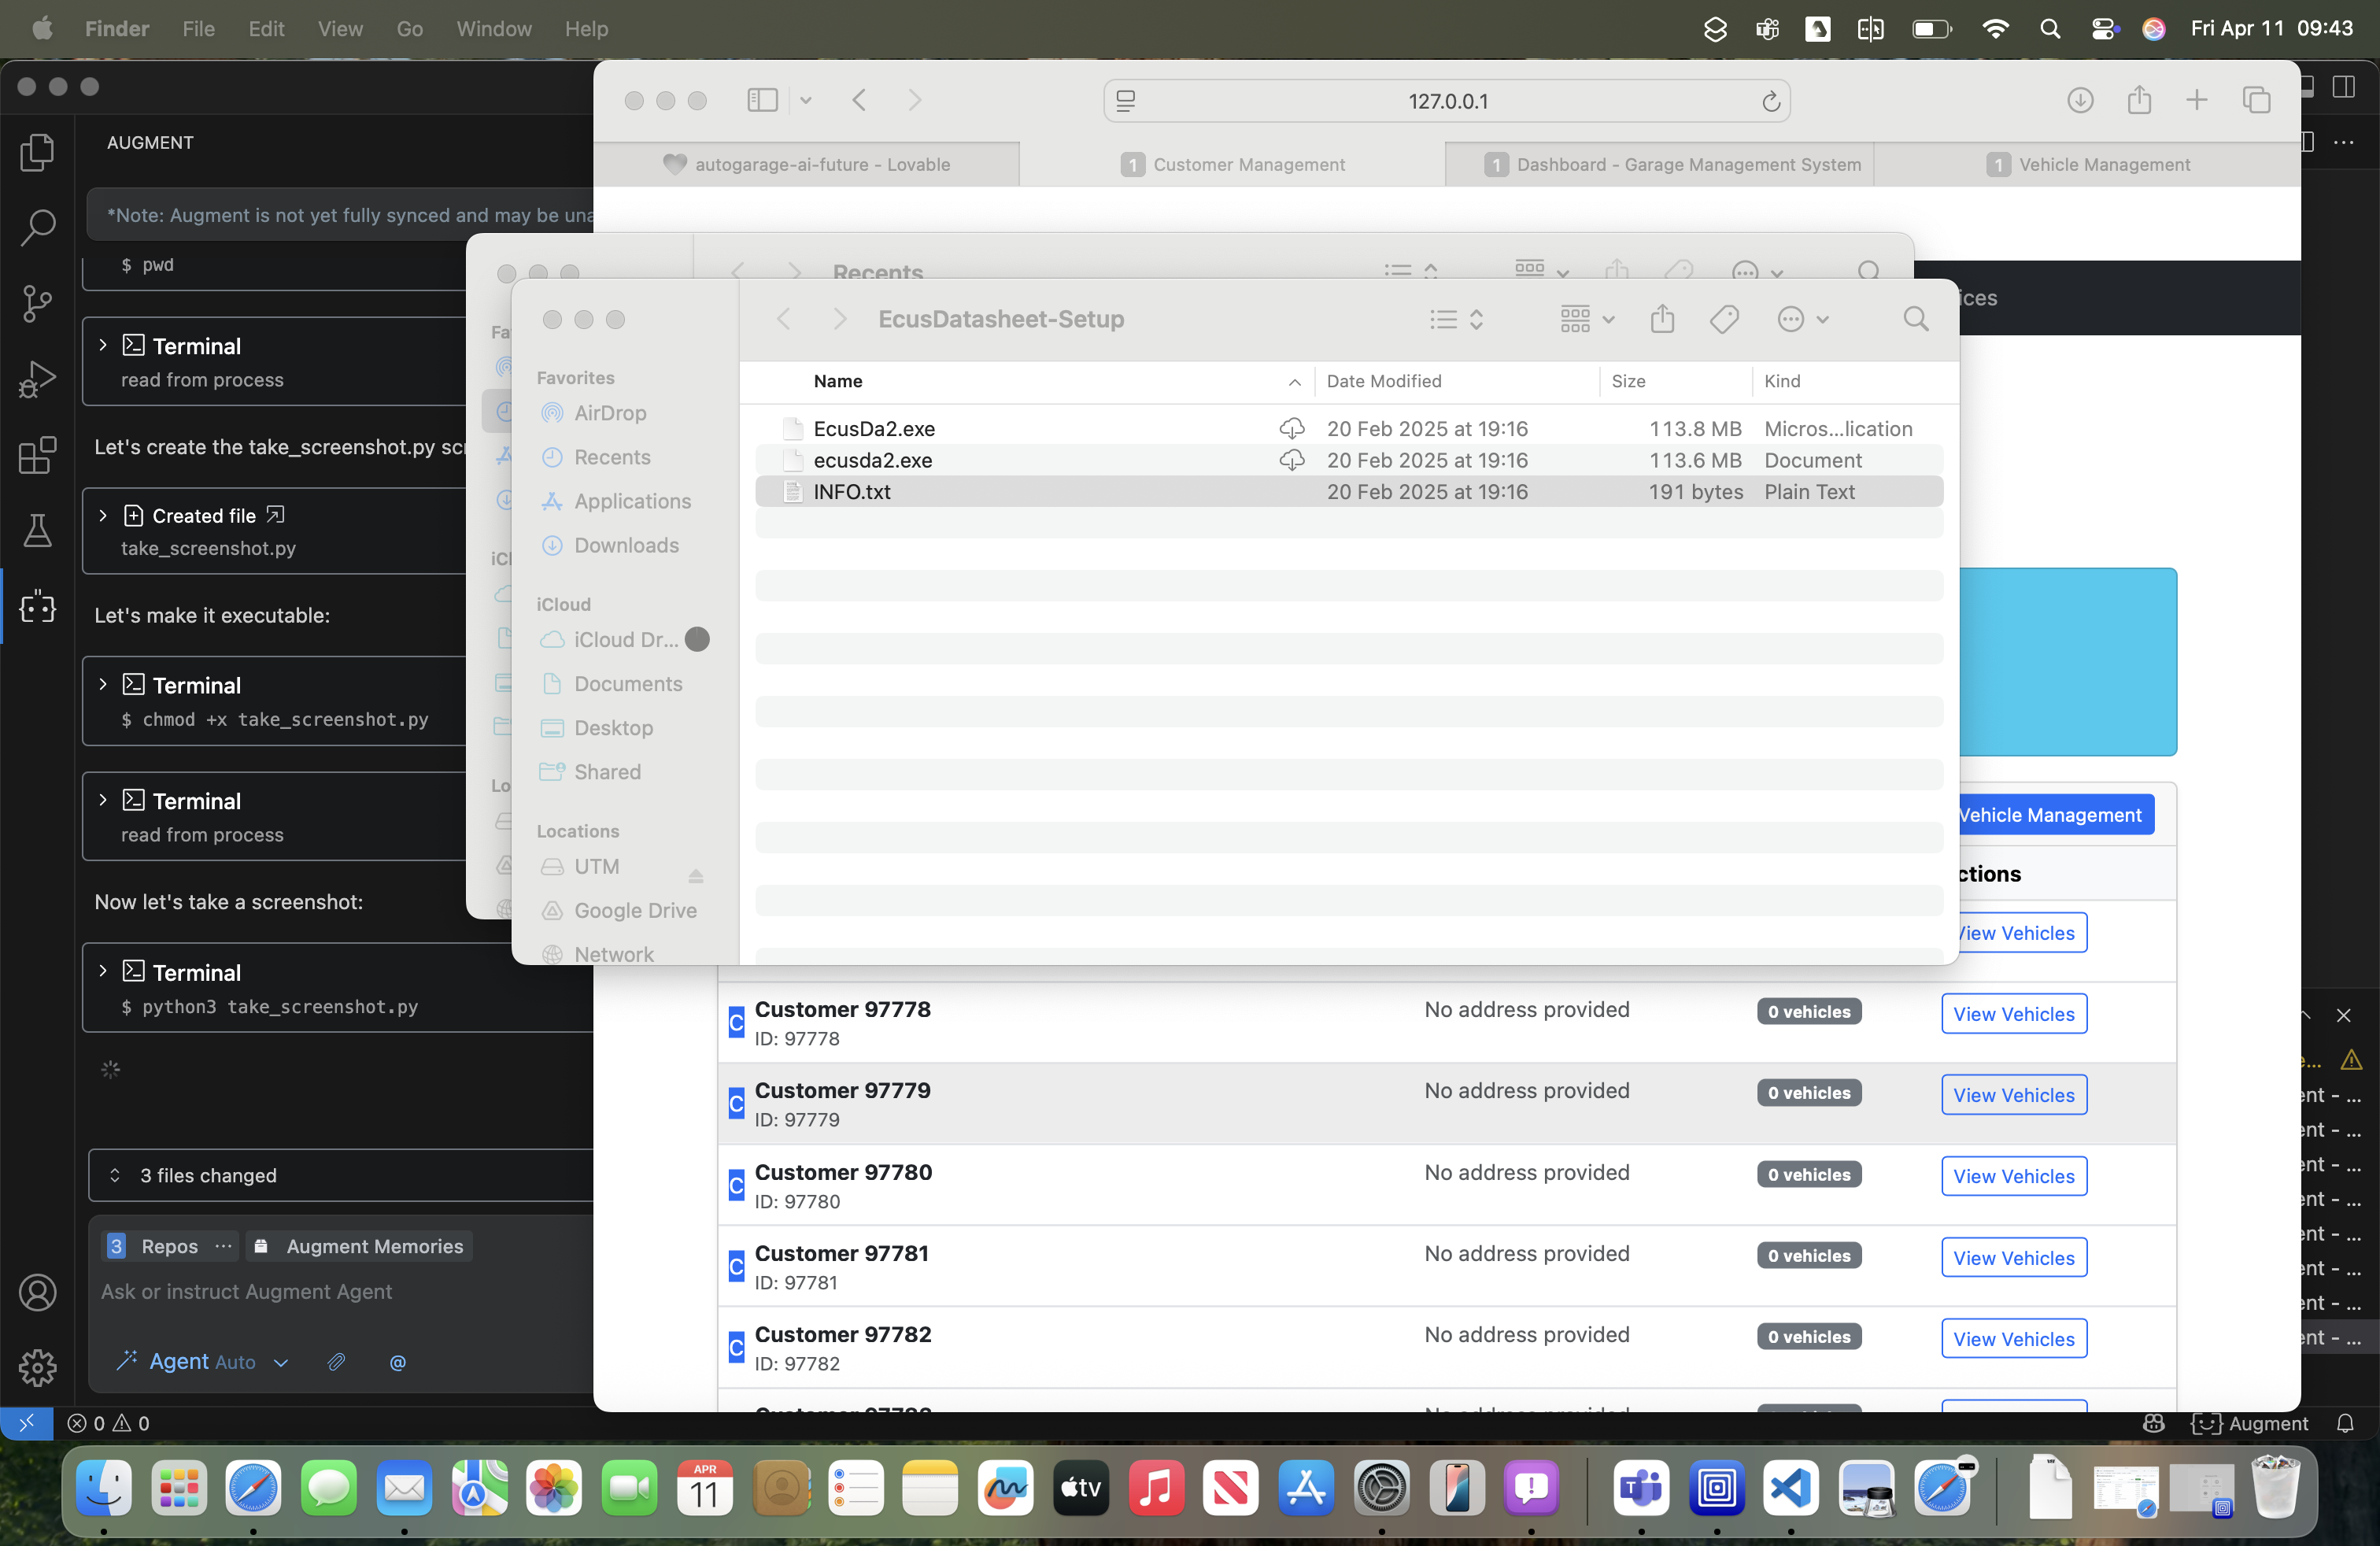 Finder File Edit View Go Window Help
Fri Apr 11 09:43
AUGMENT
*Note: Augment is not yet fully synced and may be una
$ pwd
Terminal
read from process
Let's create the take_screenshot.py scr
Created file
take_screenshot.py
Let's make it executable:
Terminal
$ chmod +x take_screenshot.py
Terminal
read from process
Now let's take a screenshot:
Terminal
$ python3 take_screenshot.py
3 files changed
3 Repos ... Augment Memories
Ask or instruct Augment Agent
Agent Auto
@
0 0
127.0.0.1
autogarage-ai-future - Lovable
1 Customer Management
1 Dashboard - Garage Management System
1 Vehicle Management
ices
Recents
Fa
iCl
Lo
EcusDatasheet-Setup
Favorites
AirDrop
Recents
Applications
Downloads
iCloud
iCloud Dr...
Documents
Desktop
Shared
Locations
UTM
Google Drive
Network
Name Date Modified Size Kind
EcusDa2.exe 20 Feb 2025 at 19:16 113.8 MB Micros...lication
ecusda2.exe 20 Feb 2025 at 19:16 113.6 MB Document
INFO.txt 20 Feb 2025 at 19:16 191 bytes Plain Text
Vehicle Management
ctions
View Vehicles
C Customer 97778 No address provided 0 vehicles View Vehicles
ID: 97778
C Customer 97779 No address provided 0 vehicles View Vehicles
ID: 97779
C Customer 97780 No address provided 0 vehicles View Vehicles
ID: 97780
C Customer 97781 No address provided 0 vehicles View Vehicles
ID: 97781
C Customer 97782 No address provided 0 vehicles View Vehicles
ID: 97782
e...
ent - ...
ent - ...
ent - ...
ent - ...
ent - ...
ent - ...
ent - ...
ent - ...
Augment
APR
11
tv